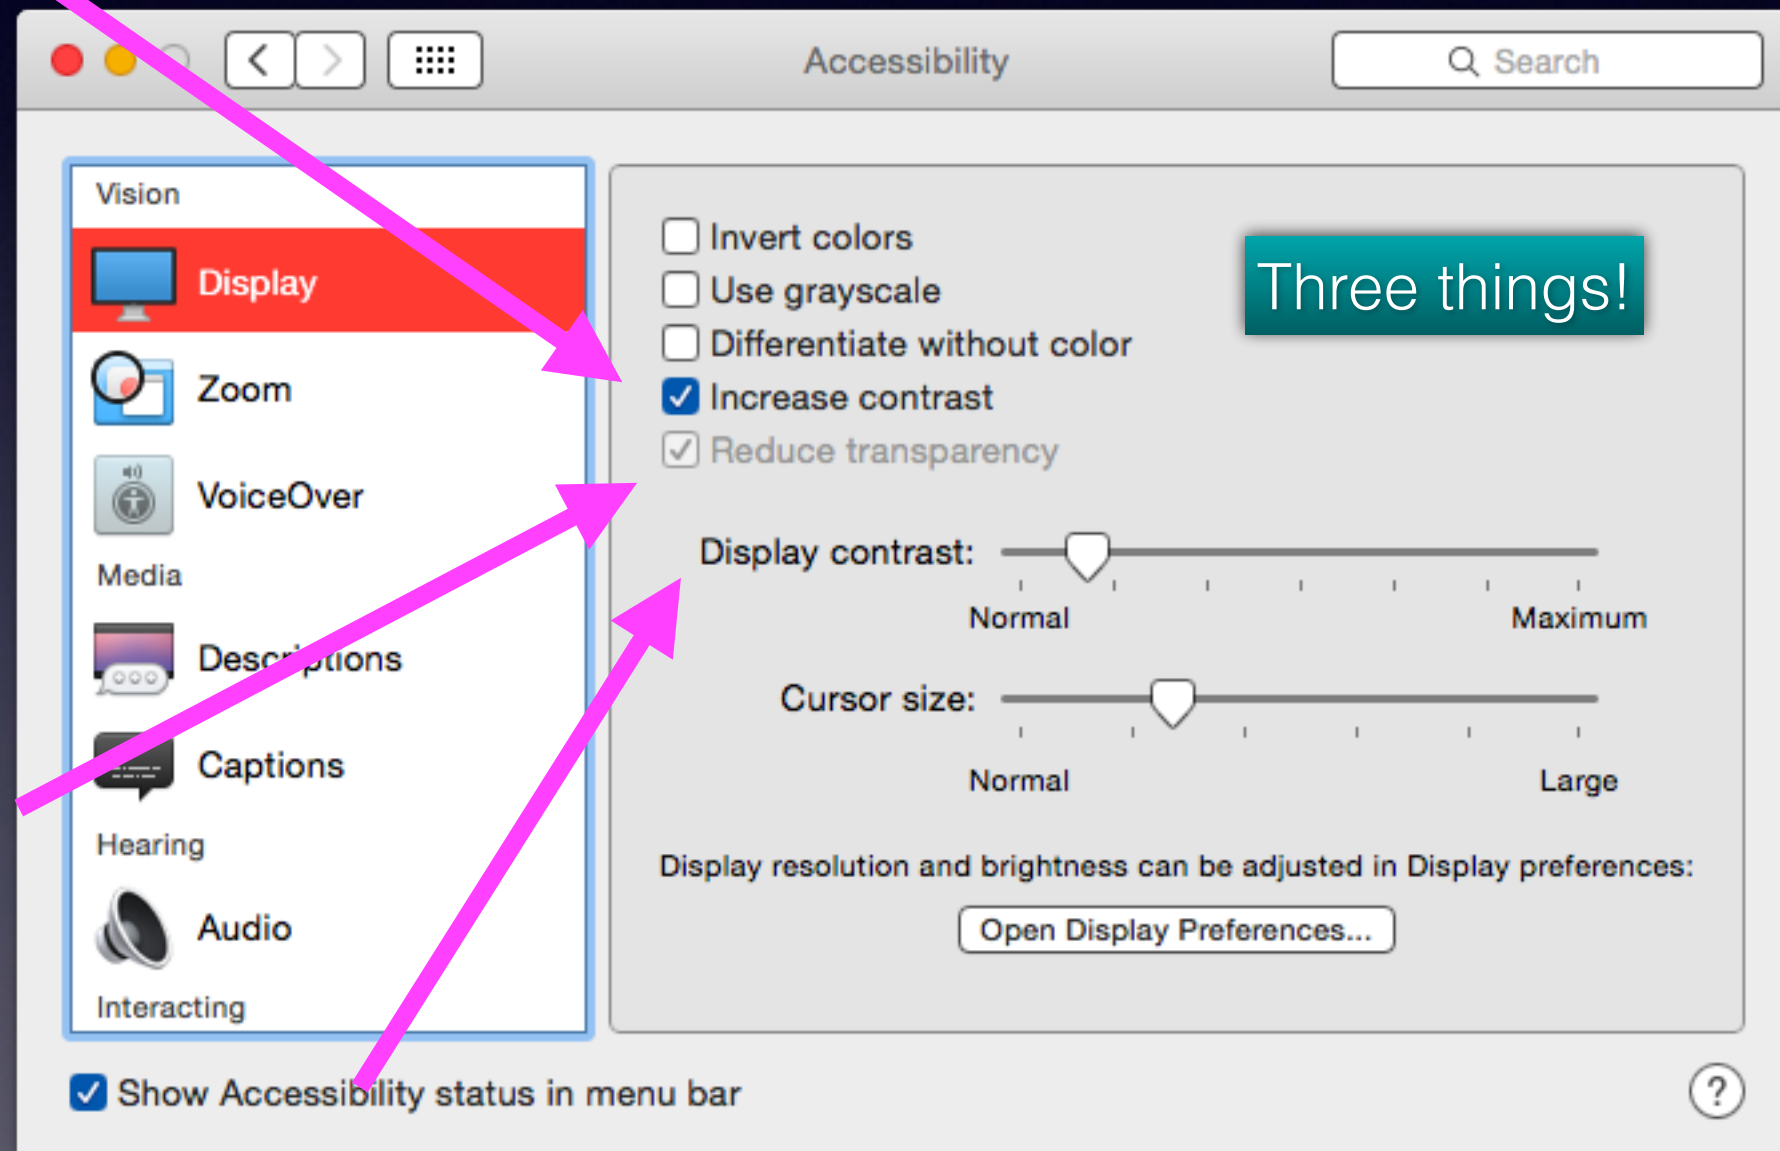 Accessibility
Search
Vision
Display
Zoom
VoiceOver
Media
Descriptions
Captions
Hearing
Audio
Interacting
Invert colors
Use grayscale
Differentiate without color
Increase contrast
Reduce transparency
Three things!
Display contrast:
Normal Maximum
Cursor size:
Normal Large
Display resolution and brightness can be adjusted in Display preferences:
Open Display Preferences...
Show Accessibility status in menu bar
?